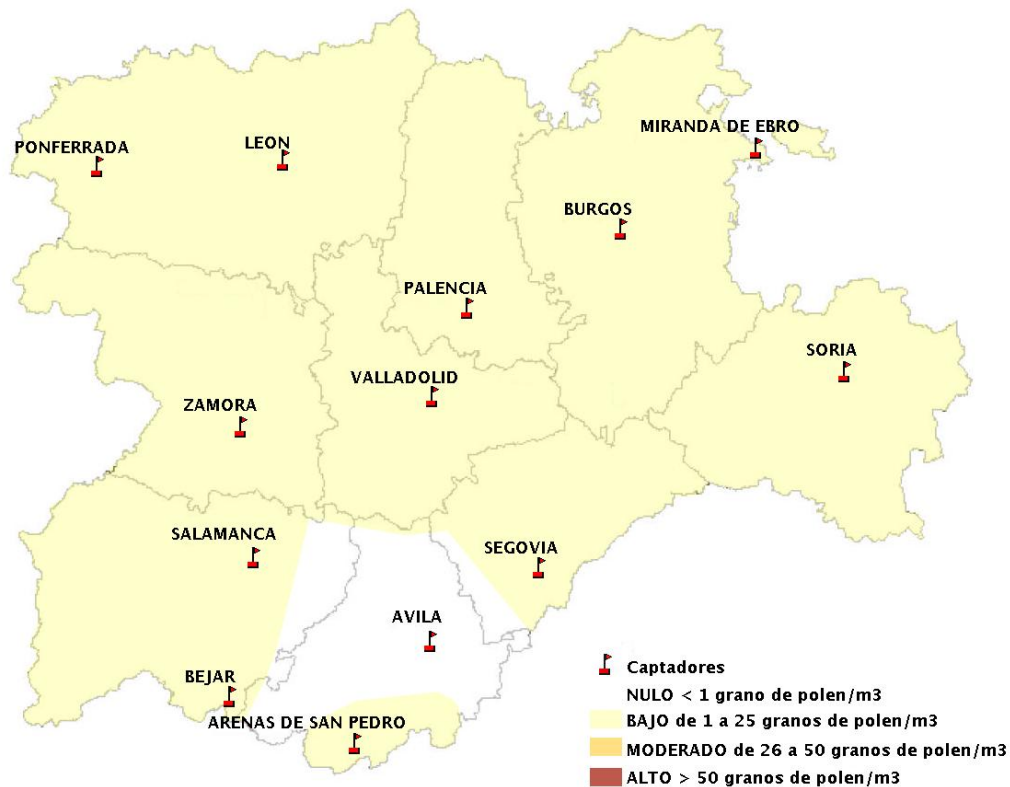 MIRANDA DE EBRO
PONFERRADA
LEON
BURGOS
PALENCIA
SORIA
VALLADOLID
ZAMORA
SALAMANCA
SEGOVIA
AVILA
BEJAR
ARENAS DE SAN PEDRO
Captadores
NULO < 1 grano de polen/m3
BAJO de 1 a 25 granos de polen/m3
MODERADO de 26 a 50 granos de polen/m3
ALTO > 50 granos de polen/m3